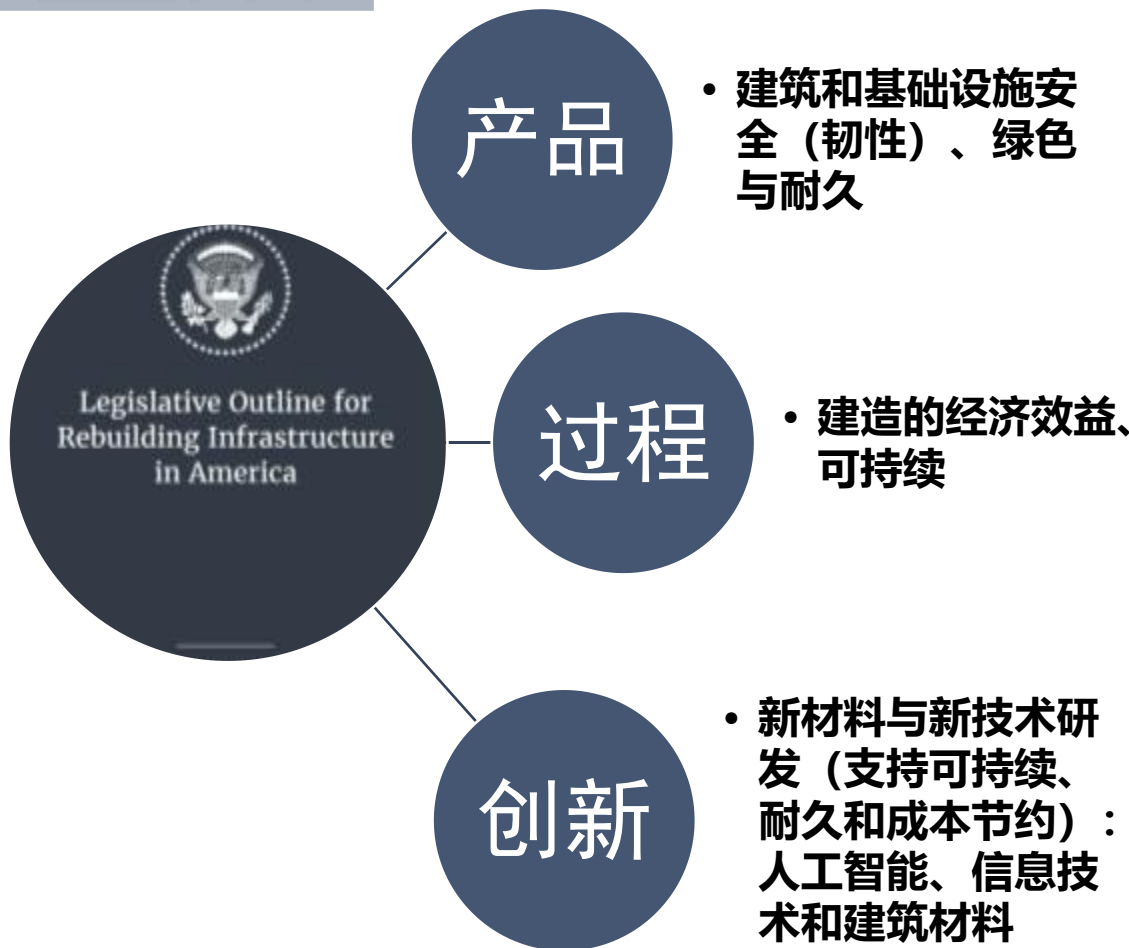 产品
• 建筑和基础设施安
全（韧性）、绿色
与耐久
Legislative Outline for
Rebuilding Infrastructure
in America
过程
• 建造的经济效益、
可持续
创新
• 新材料与新技术研
发（支持可持续、
耐久和成本节约）：
人工智能、信息技
术和建筑材料